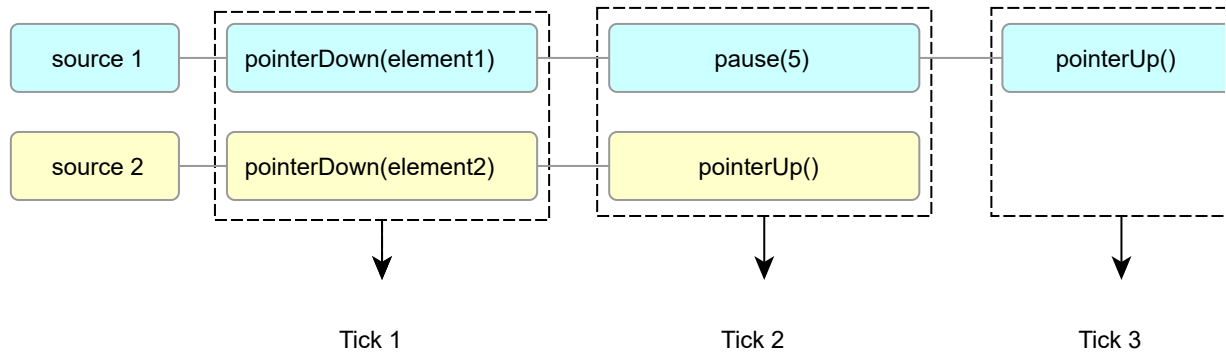 source 1
pointerDown(element1)
pause(5)
pointerUp()
source 2
pointerDown(element2)
pointerUp()
Tick 1
Tick 2
Tick 3